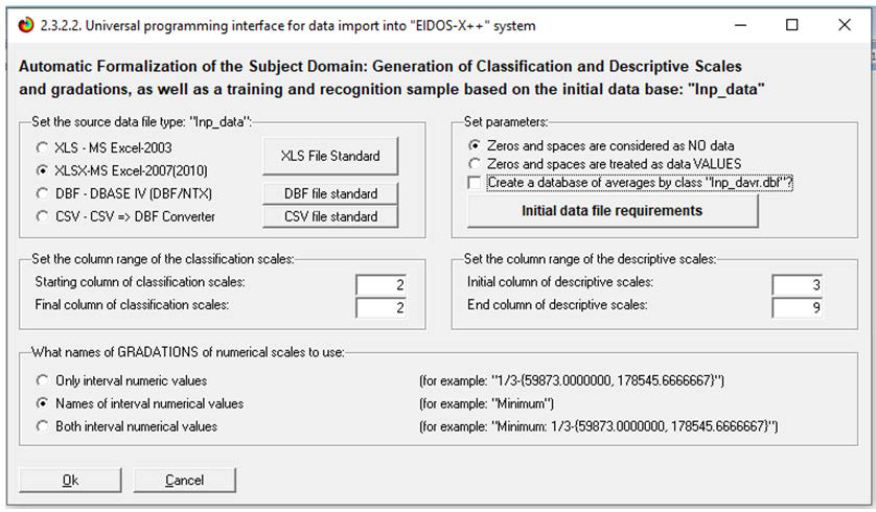 2.3.2.2. Universal programming interface for data import into "EIDOS-X++" system
Automatic Formalization of the Subject Domain: Generation of Classification and Descriptive Scales
and gradations, as well as a training and recognition sample based on the initial data base: "Inp_data"
Set the source data file type: "Inp_data":
XLS - MS Excel-2003
XLSX-MS Excel-2007(2010)
DBF - DBASE IV (DBF/NTX)
CSV - CSV => DBF Converter
XLS File Standard
DBF file standard
CSV file standard
Set parameters:
Zeros and spaces are considered as NO data
Zeros and spaces are treated as data VALUES
Create a database of averages by class "Inp_davr.dbf"?
Initial data file requirements
Set the column range of the classification scales:
Starting column of classification scales: 2
Final column of classification scales: 2
Set the column range of the descriptive scales:
Initial column of descriptive scales: 3
End column of descriptive scales: 9
What names of GRADATIONS of numerical scales to use:
Only interval numeric values (for example: "1/3-{59873.0000000, 178545.6666667}")
Names of interval numerical values (for example: "Minimum")
Both interval numerical values (for example: "Minimum: 1/3-{59873.0000000, 178545.6666667}")
Ok Cancel